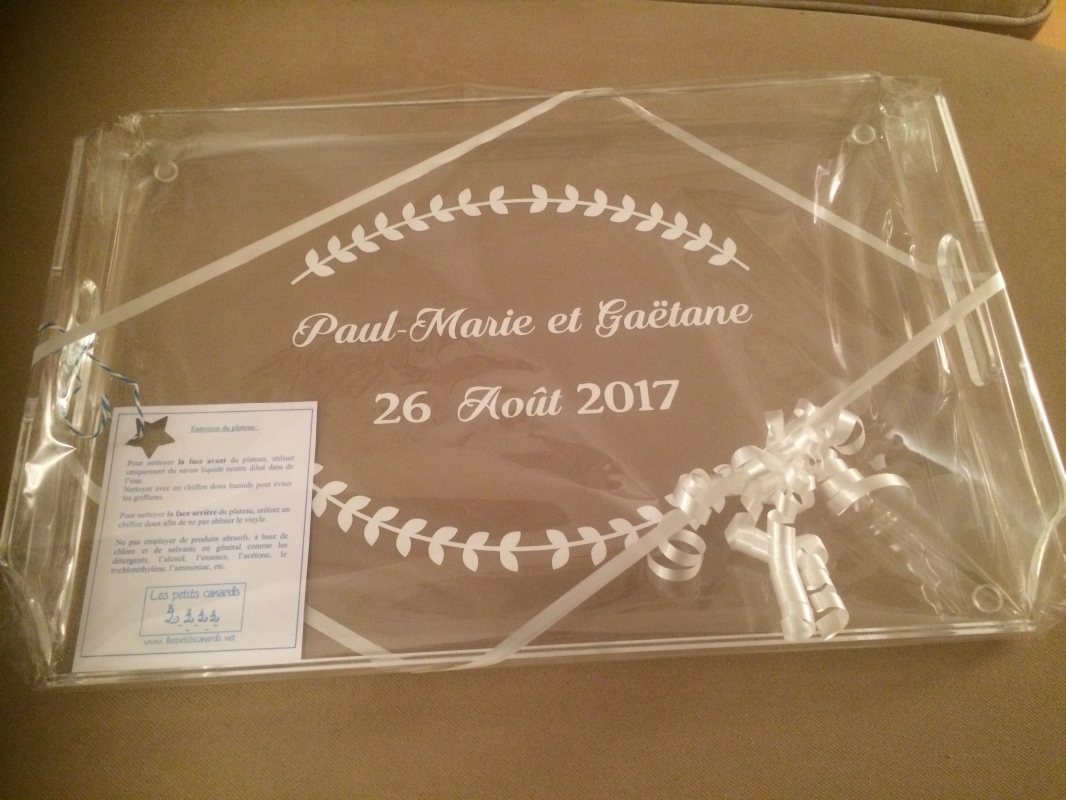 Paul-Marie et Gaëtane
26 Août 2017
Entretien du plateau :
Pour nettoyer la face avant du plateau, utiliser
uniquement du savon liquide neutre dilué dans de
l'eau.
Nettoyer avec un chiffon doux humide pour éviter
les griffures.
Pour nettoyer la face arrière du plateau, utiliser un
chiffon doux afin de ne pas abîmer le vinyle.
Ne pas employer de produits abrasifs, à base de
chlore et de solvants en général comme les
détergents, l'alcool, l'essence, l'acétone, le
trichloréthylène, l'ammoniac, etc.
Les petits canards
www.lespetitscanards.net